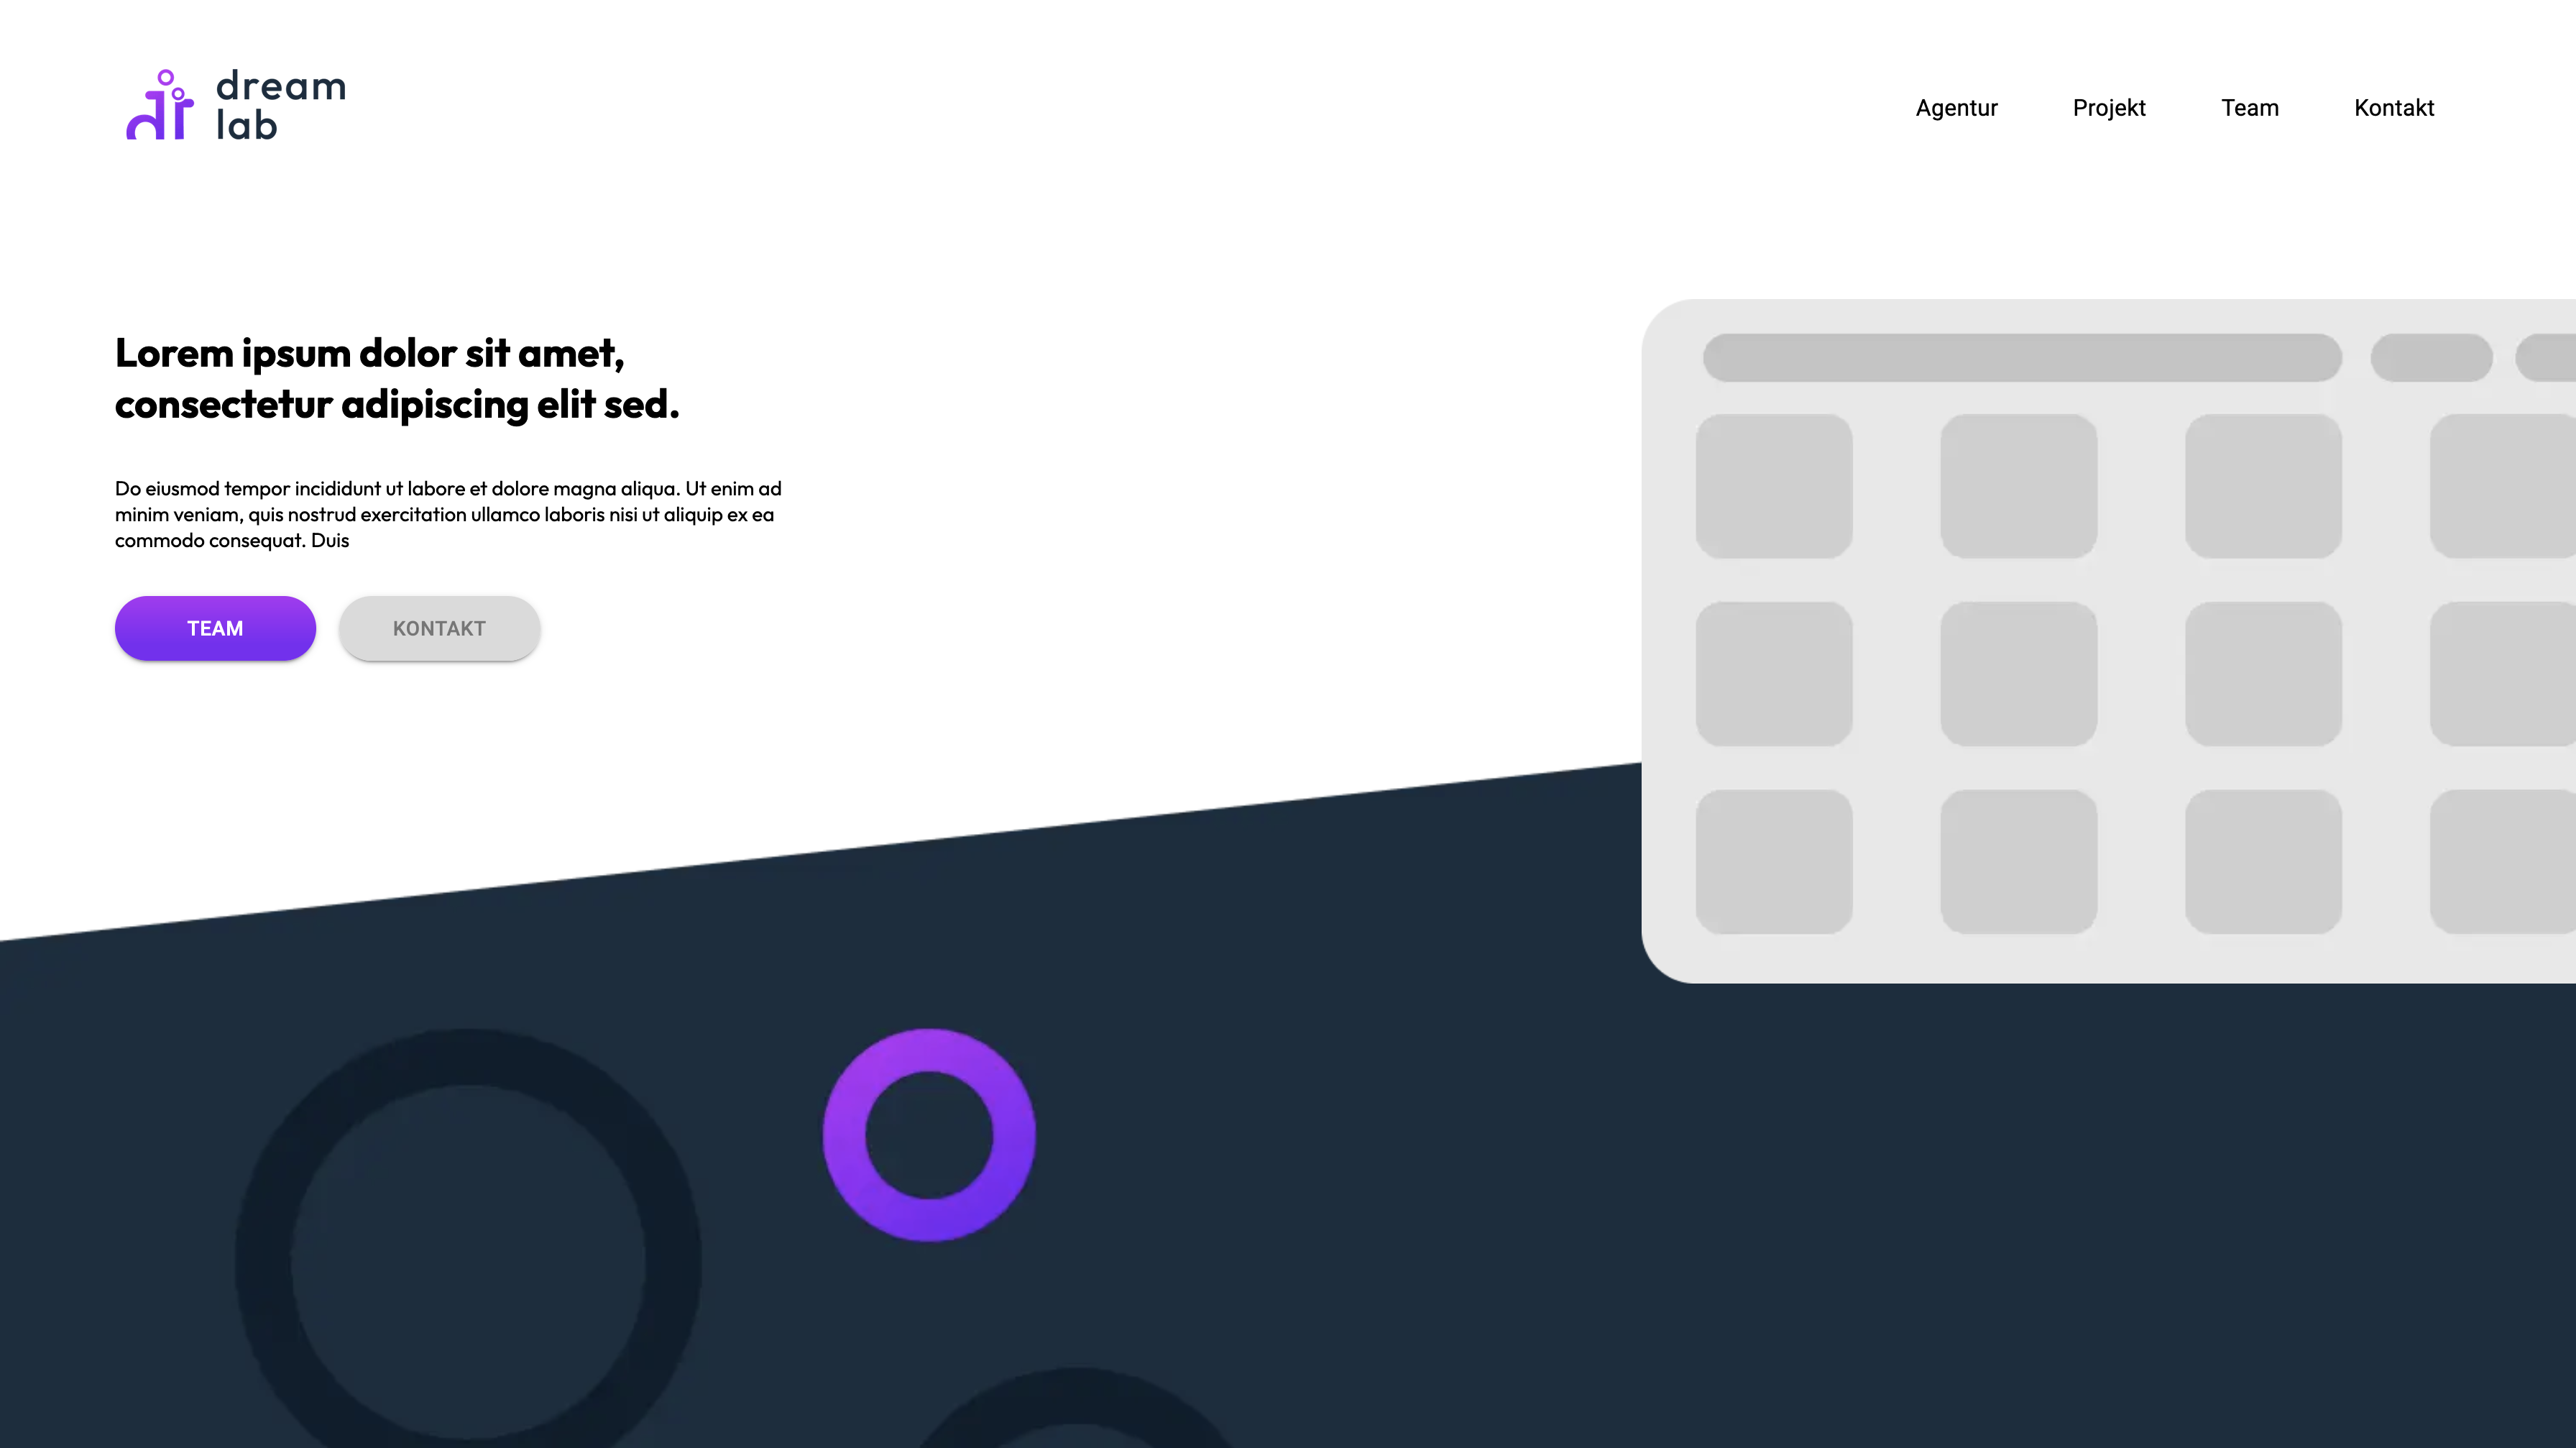 dream
lab
Agentur Projekt Team Kontakt
Lorem ipsum dolor sit amet,
consectetur adipiscing elit sed.
Do eiusmod tempor incididunt ut labore et dolore magna aliqua. Ut enim ad
minim veniam, quis nostrud exercitation ullamco laboris nisi ut aliquip ex ea
commodo consequat. Duis
TEAM KONTAKT